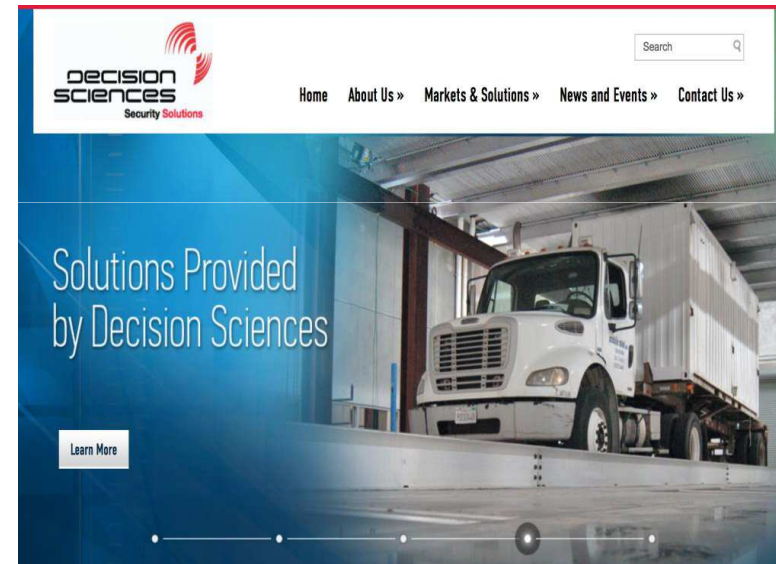 DECISION
SCIENCES
Security Solutions
Search
Home About Us » Markets & Solutions » News and Events » Contact Us »
Solutions Provided
by Decision Sciences
Learn More